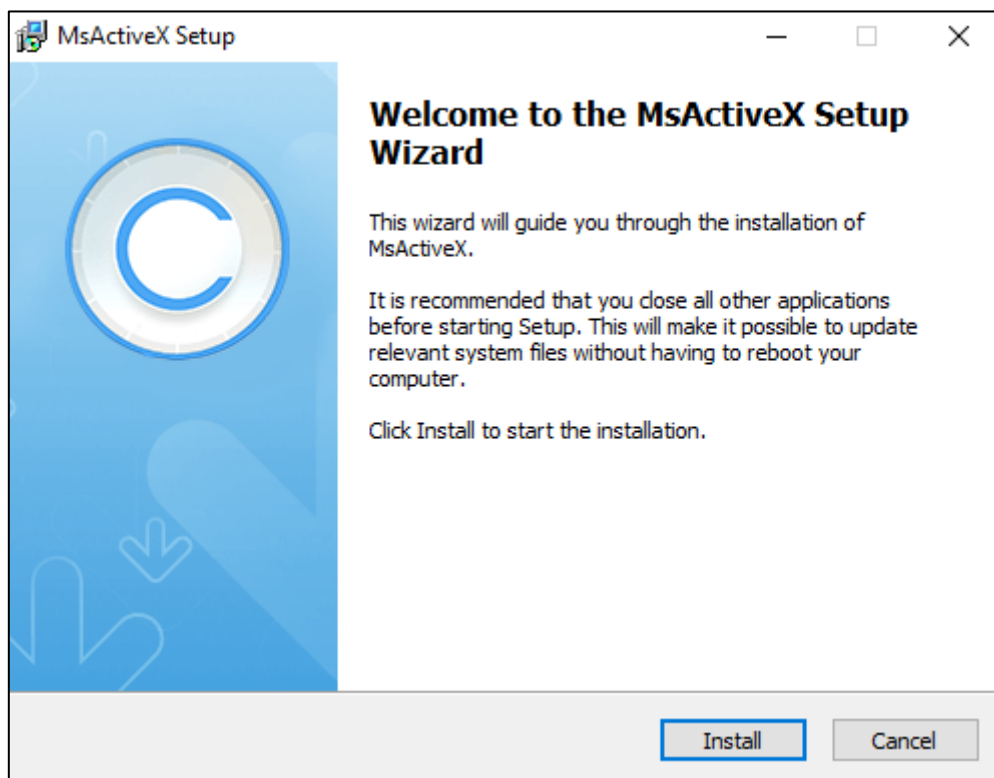 MsActiveX Setup
Welcome to the MsActiveX Setup
Wizard
This wizard will guide you through the installation of
MsActiveX.
It is recommended that you close all other applications
before starting Setup. This will make it possible to update
relevant system files without having to reboot your
computer.
Click Install to start the installation.
Install
Cancel